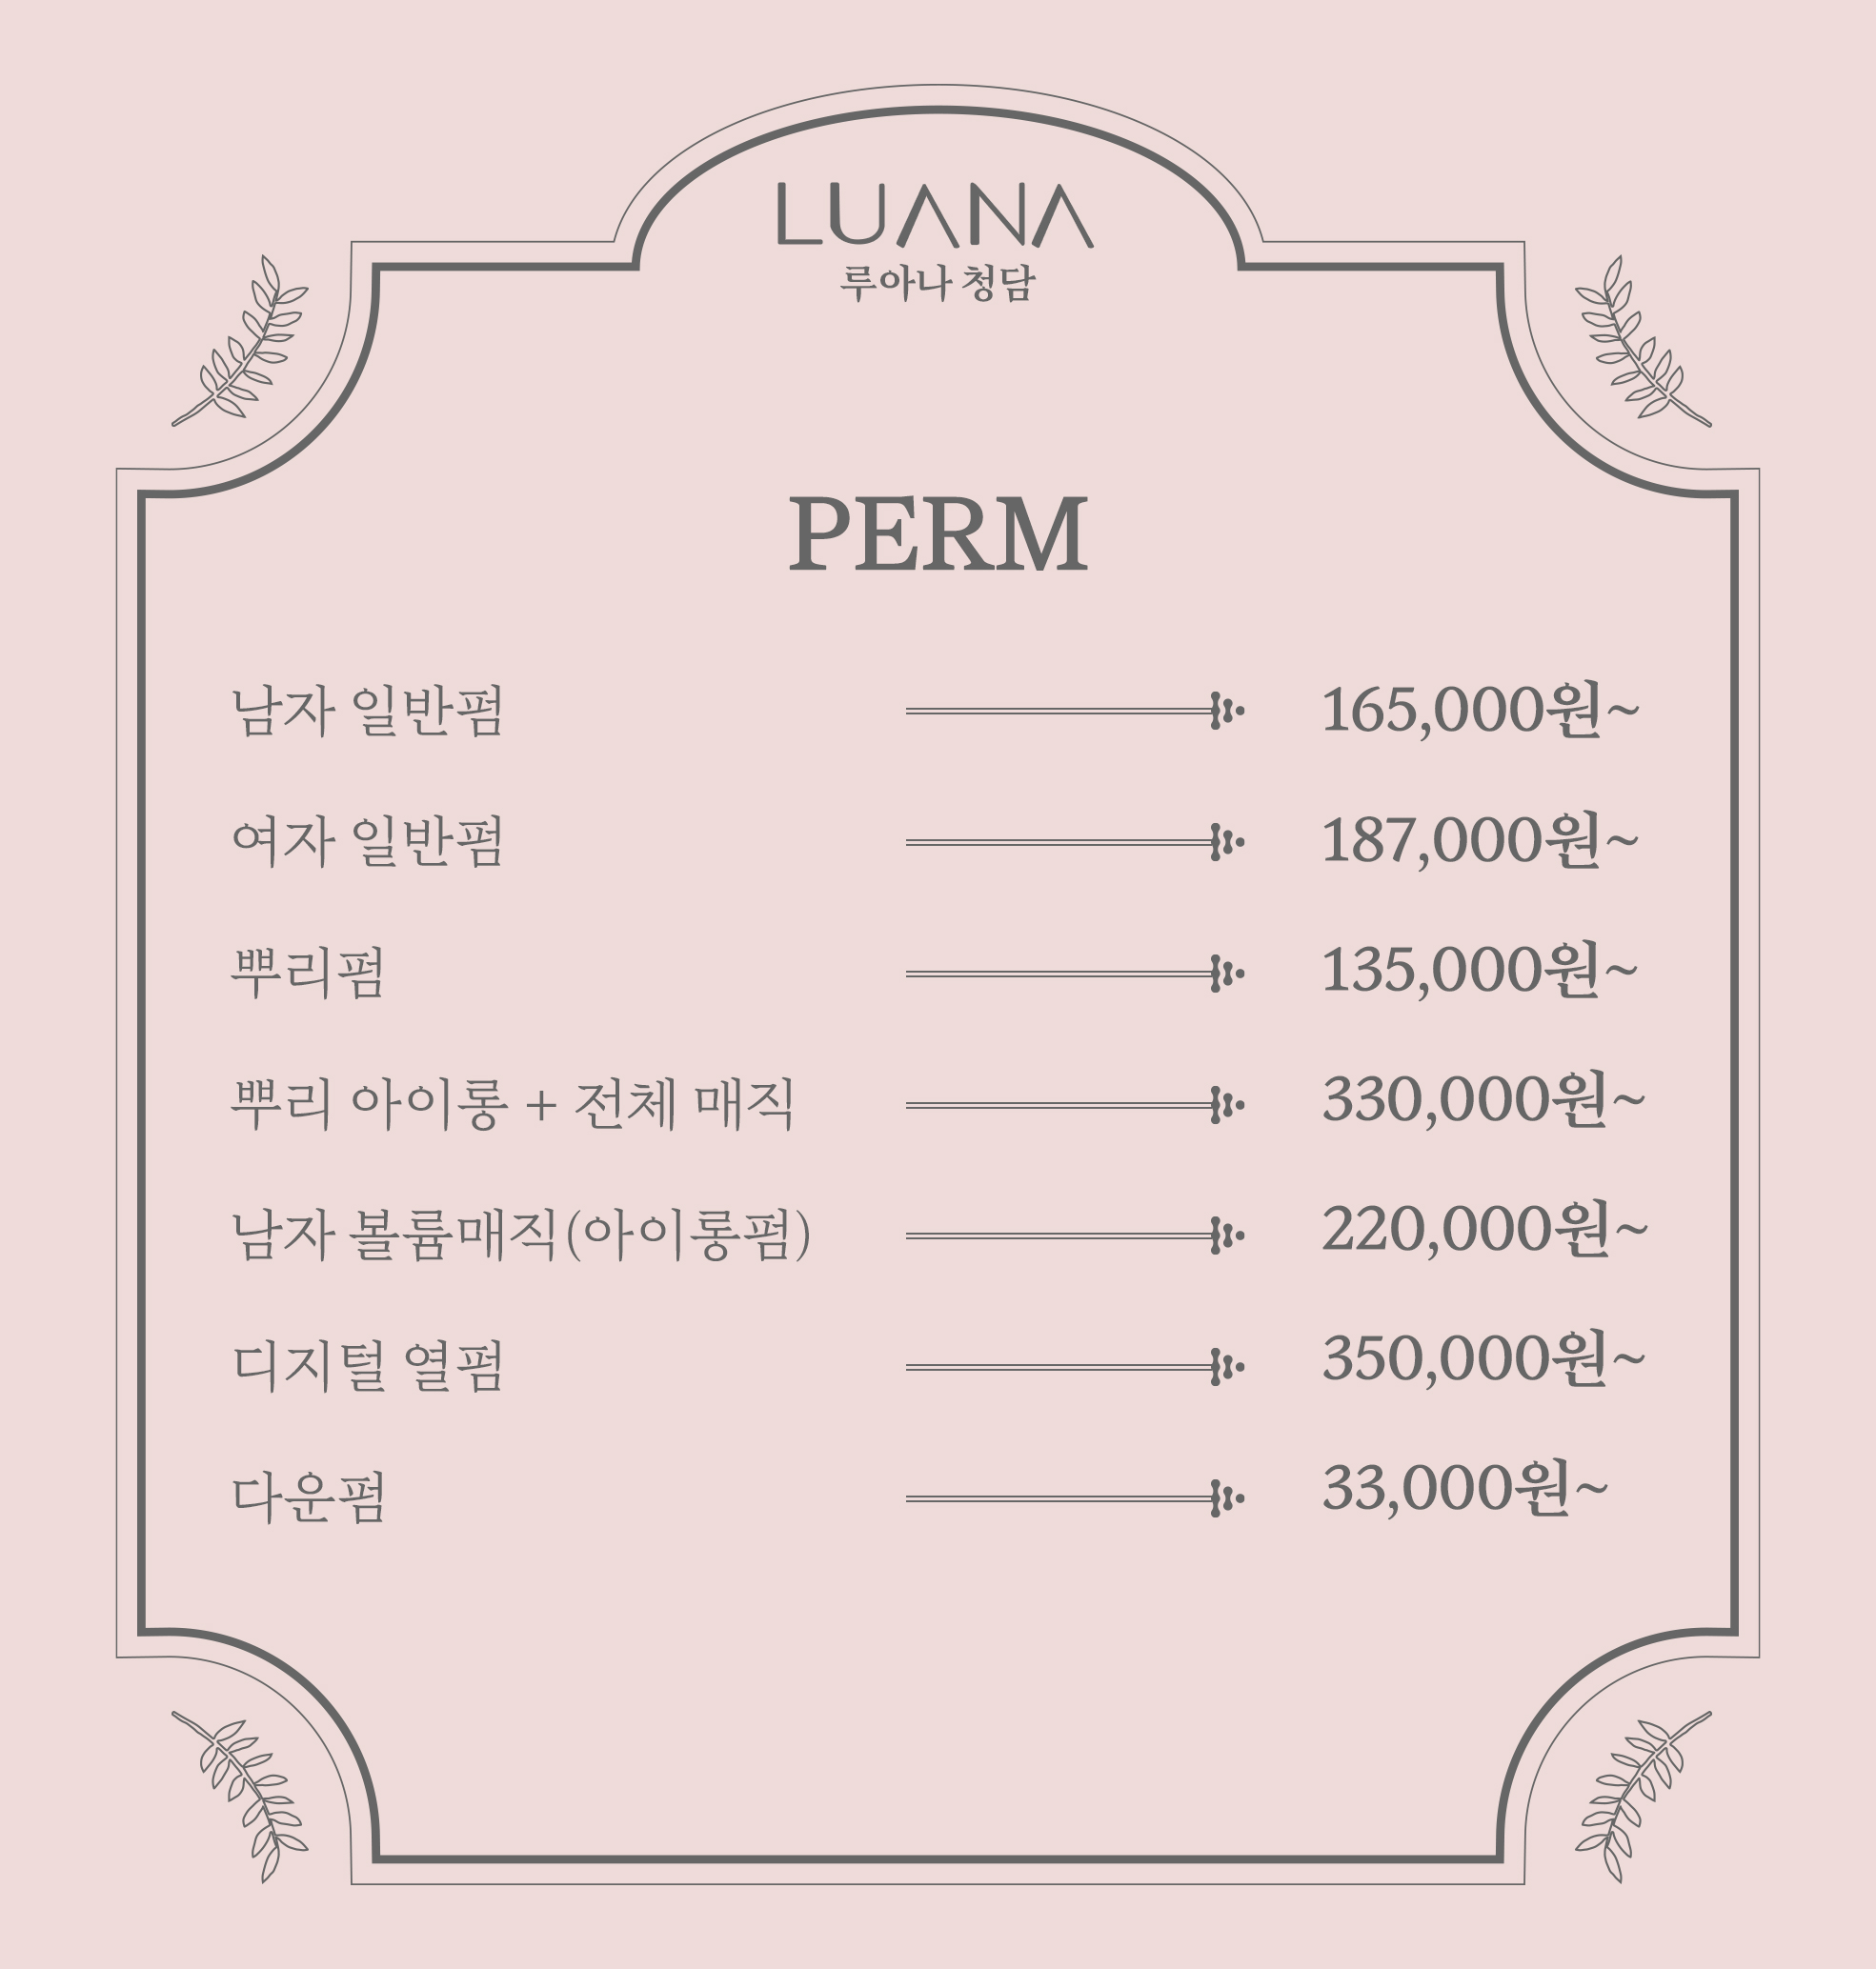 LUANA
루아나 청담
PERM
남자 일반펌 165,000원~
여자 일반펌 187,000원~
뿌리펌 135,000원~
뿌리 아이롱 + 전체 매직 330,000원~
남자 볼륨매직(아이롱펌) 220,000원~
디지털 열펌 350,000원~
다운펌 33,000원~